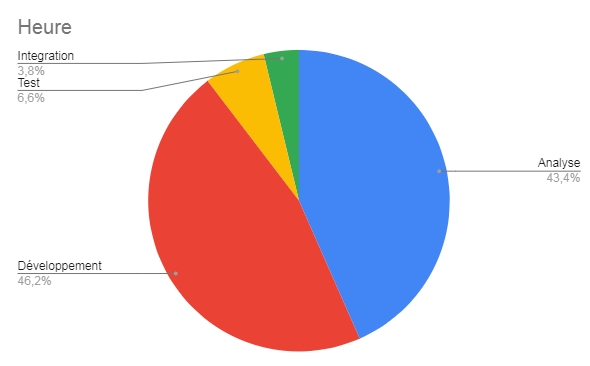 Heure
Integration
3,8%
Test
6,6%
Analyse
43,4%
Développement
46,2%